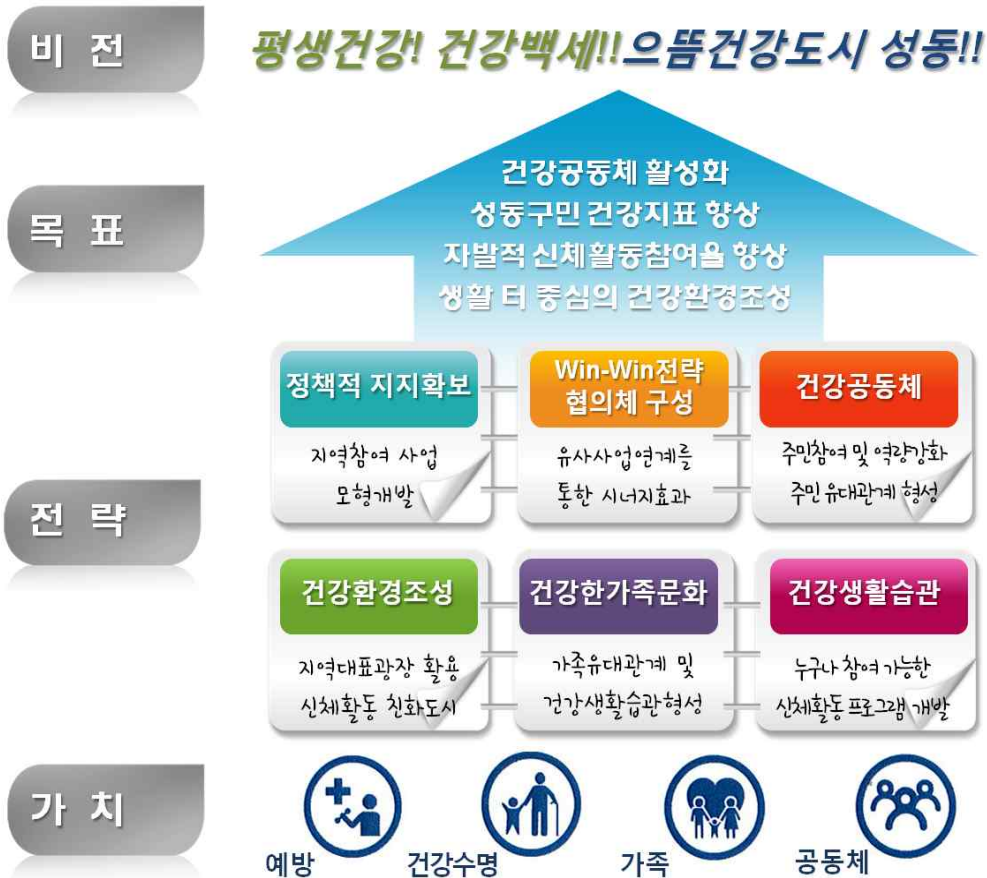 비 전
평생건강! 건강백세!!으뜸건강도시 성동!!
목 표
건강공동체 활성화
성동구민 건강지표 향상
자발적 신체활동참여율 향상
생활 터 중심의 건강환경조성
전 략
정책적 지지확보
지역참여 사업
모형개발
Win-Win전략
협의체 구성
유사사업연계를
통한 시너지효과
건강공동체
주민참여 및 역량강화
주민 유대관계 형성
건강환경조성
지역대표광장 활용
신체활동 친화도시
건강한가족문화
가족유대관계 및
건강생활습관형성
건강생활습관
누구나 참여 가능한
신체활동 프로그램 개발
가 치
예방
건강수명
가족
공동체